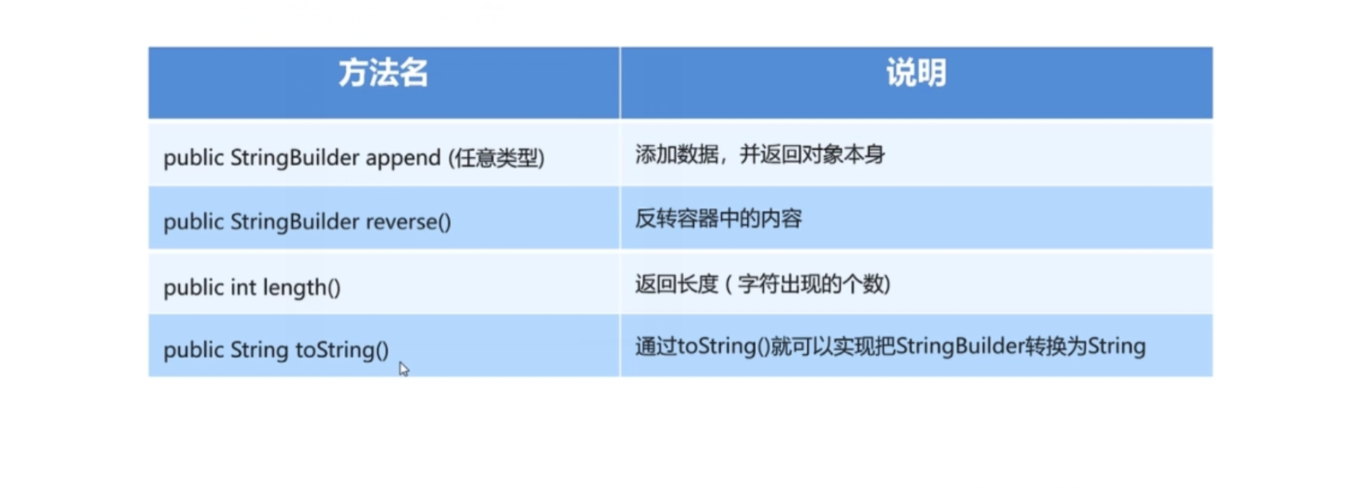 方法名 说明
public StringBuilder append (任意类型) 添加数据，并返回对象本身
public StringBuilder reverse() 反转容器中的内容
public int length() 返回长度 ( 字符出现的个数)
public String toString() 通过toString()就可以实现把StringBuilder转换为String